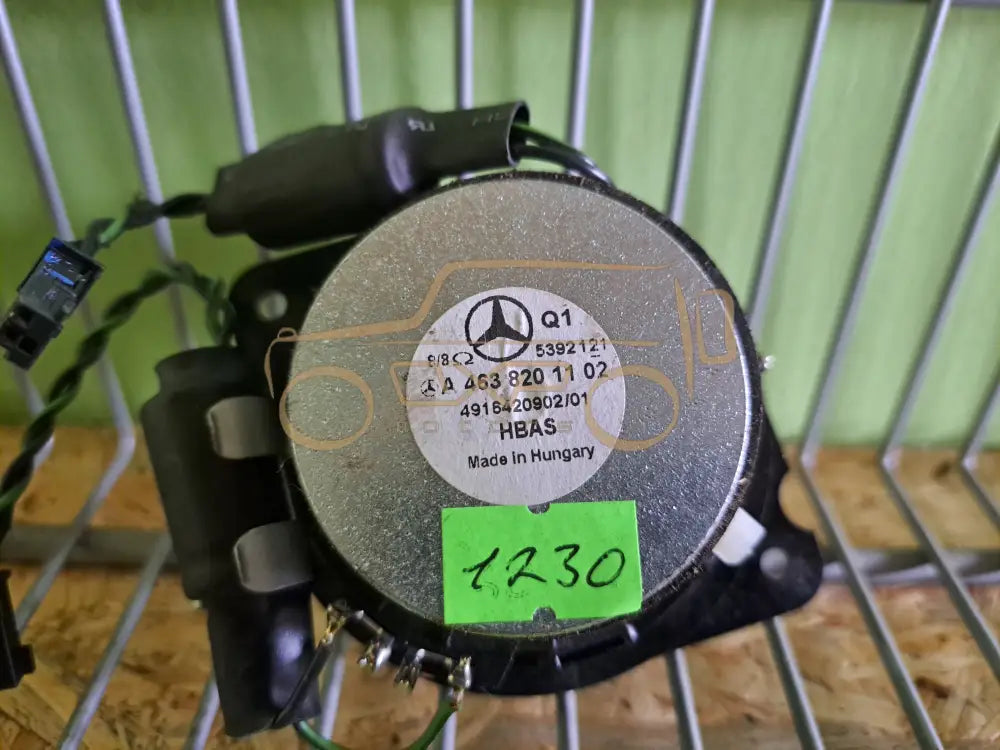 Q1
8/8Ω 5392121
A 463 820 11 02
4916420902/01
HBAS
Made in Hungary
1230